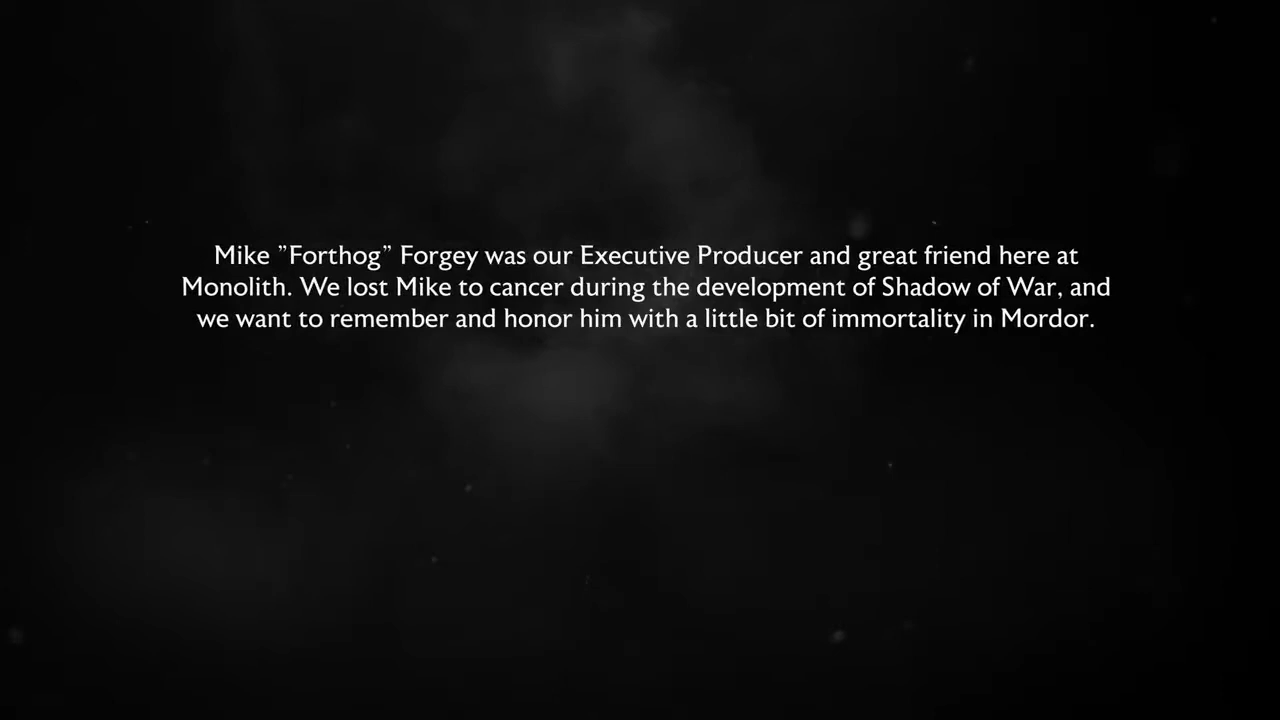 Mike ”Forthog” Forgey was our Executive Producer and great friend here at
Monolith. We lost Mike to cancer during the development of Shadow of War, and
we want to remember and honor him with a little bit of immortality in Mordor.